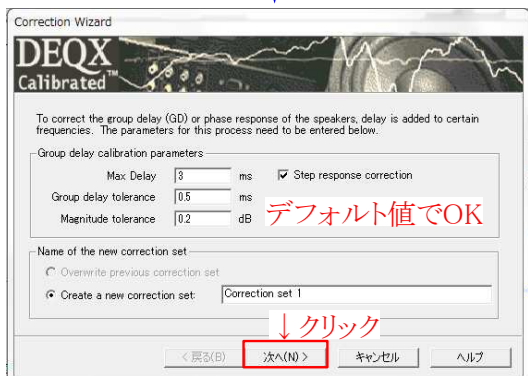 Correction Wizard
DEQX
Calibrated™
To correct the group delay (GD) or phase response of the speakers, delay is added to certain
frequencies. The parameters for this process need to be entered below.
Group delay calibration parameters
Max Delay 3 ms Step response correction
Group delay tolerance 0.5 ms
Magnitude tolerance 0.2 dB
デフォルト値でOK
Name of the new correction set
Overwrite previous correction set
Create a new correction set: Correction set 1
↓クリック
< 戻る(B) 次へ(N) > キャンセル ヘルプ